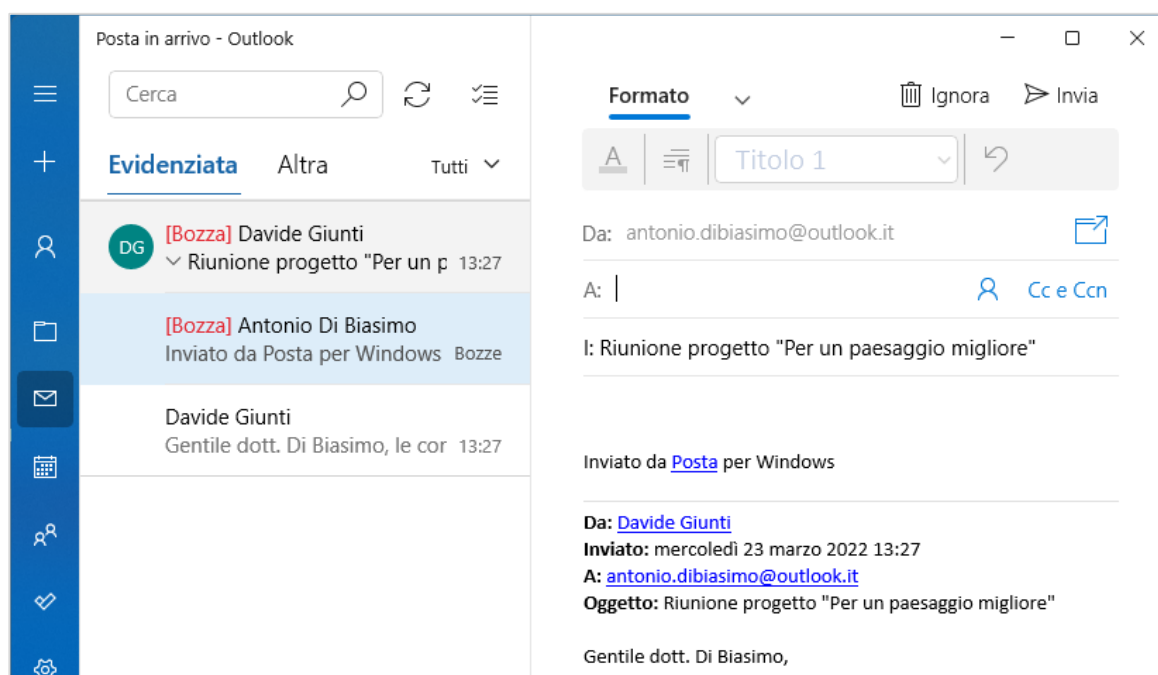 Posta in arrivo - Outlook
Cerca
Evidenziata Altra Tutti
DG
[Bozza] Davide Giunti
Riunione progetto "Per un p 13:27
[Bozza] Antonio Di Biasimo
Inviato da Posta per Windows Bozze
Davide Giunti
Gentile dott. Di Biasimo, le cor 13:27
Formato Ignora Invia
A Titolo 1
Da: antonio.dibiasimo@outlook.it
A: Cc e Ccn
I: Riunione progetto "Per un paesaggio migliore"
Inviato da Posta per Windows
Da: Davide Giunti
Inviato: mercoledì 23 marzo 2022 13:27
A: antonio.dibiasimo@outlook.it
Oggetto: Riunione progetto "Per un paesaggio migliore"
Gentile dott. Di Biasimo,